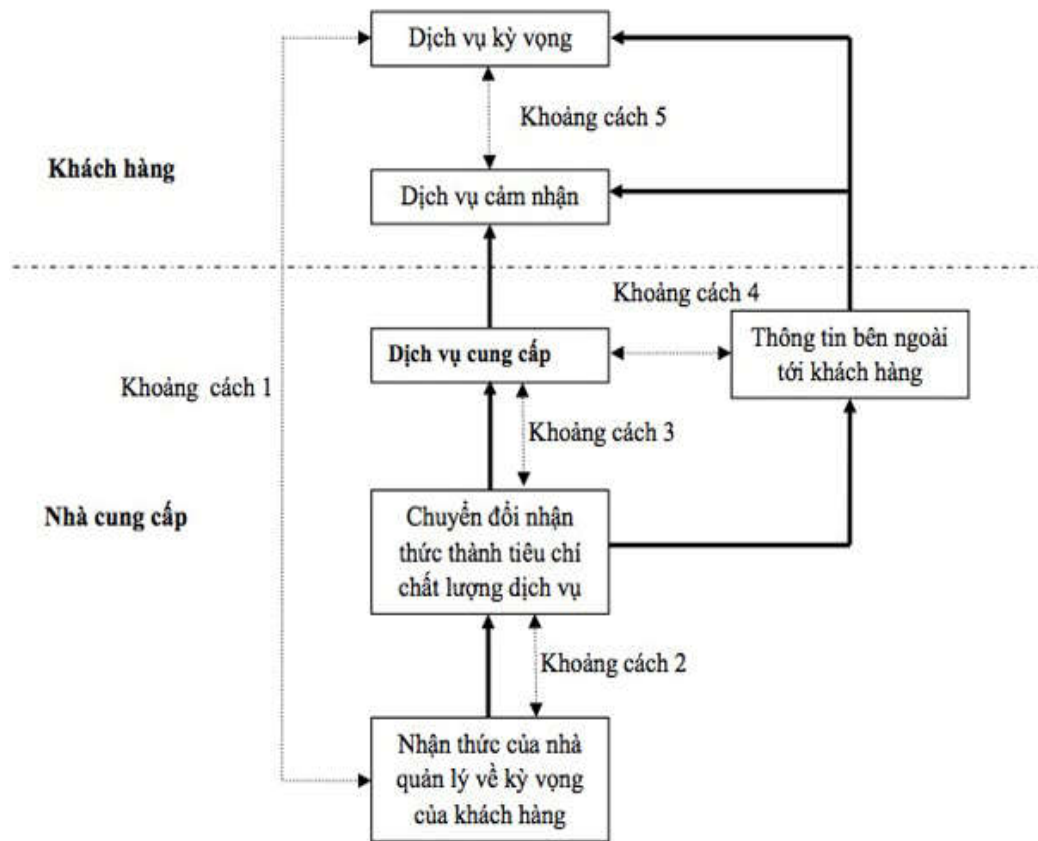 Dịch vụ kỳ vọng
Khoảng cách 5
Khách hàng
Dịch vụ cảm nhận
Khoảng cách 4
Dịch vụ cung cấp
Thông tin bên ngoài
tới khách hàng
Khoảng cách 1
Khoảng cách 3
Nhà cung cấp
Chuyển đổi nhận
thức thành tiêu chí
chất lượng dịch vụ
Khoảng cách 2
Nhận thức của nhà
quản lý về kỳ vọng
của khách hàng